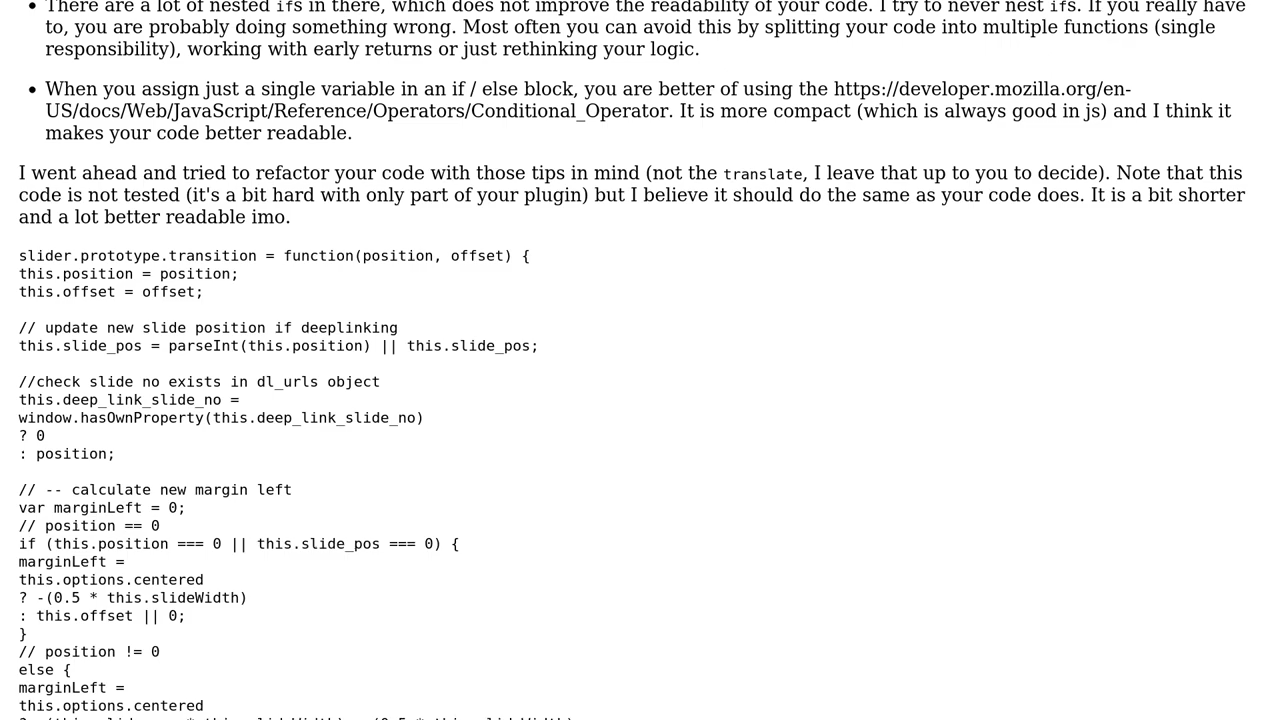 There are a lot of nested ifs in there, which does not improve the readability of your code. I try to never nest ifs. If you really have
to, you are probably doing something wrong. Most often you can avoid this by splitting your code into multiple functions (single
responsibility), working with early returns or just rethinking your logic.
When you assign just a single variable in an if / else block, you are better of using the https://developer.mozilla.org/en-
US/docs/Web/JavaScript/Reference/Operators/Conditional_Operator. It is more compact (which is always good in js) and I think it
makes your code better readable.
I went ahead and tried to refactor your code with those tips in mind (not the translate, I leave that up to you to decide). Note that this
code is not tested (it's a bit hard with only part of your plugin) but I believe it should do the same as your code does. It is a bit shorter
and a lot better readable imo.
slider.prototype.transition = function(position, offset) {
this.position = position;
this.offset = offset;
// update new slide position if deeplinking
this.slide_pos = parseInt(this.position) || this.slide_pos;
//check slide no exists in dl_urls object
this.deep_link_slide_no =
window.hasOwnProperty(this.deep_link_slide_no)
? 0
: position;
// -- calculate new margin left
var marginLeft = 0;
// position == 0
if (this.position === 0 || this.slide_pos === 0) {
marginLeft =
this.options.centered
? -(0.5 * this.slideWidth)
: this.offset || 0;
}
// position != 0
else {
marginLeft =
this.options.centered